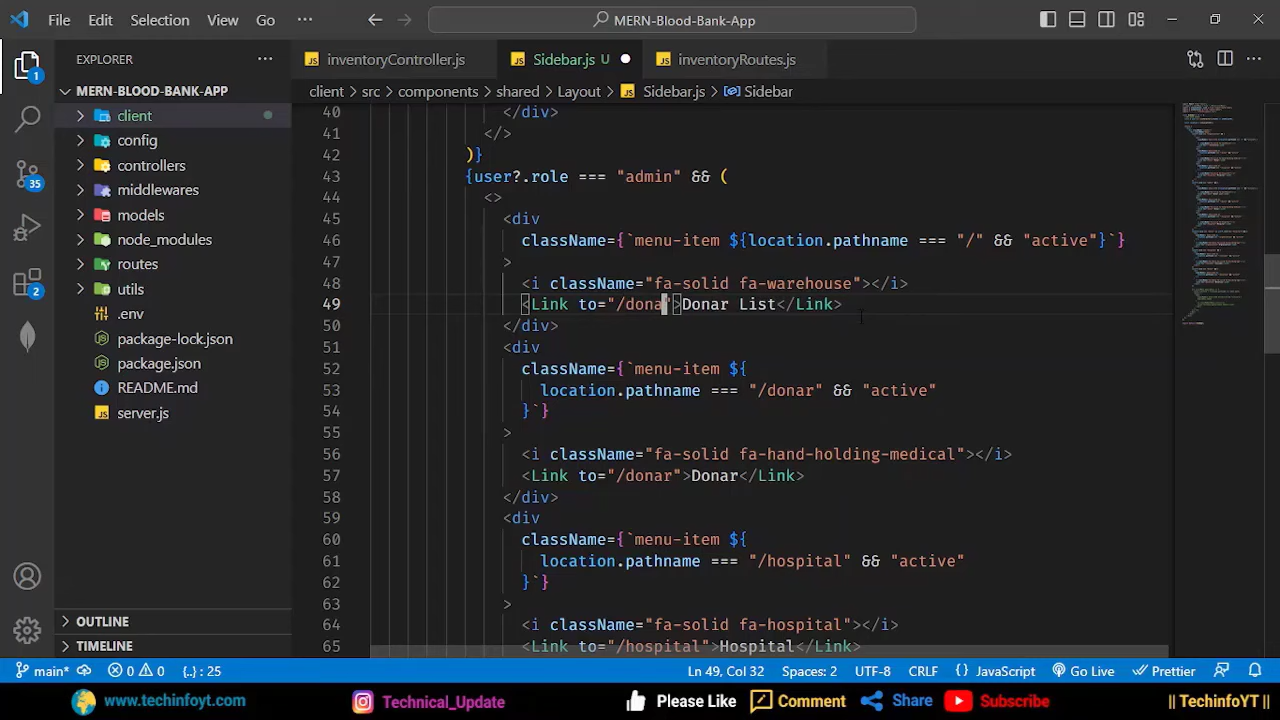 File Edit Selection View Go ··· MERN-Blood-Bank-App
EXPLORER ···
inventoryController.js
Sidebar.js U
inventoryRoutes.js
client > src > components > shared > Layout > Sidebar.js > Sidebar
MERN-BLOOD-BANK-APP
client
config
controllers
middlewares
models
node_modules
routes
utils
.env
package-lock.json
package.json
README.md
server.js
OUTLINE
TIMELINE
1
35
40 </div>
41 </>
42 )}
43 {user?.role === "admin" && (
44 <>
45 <div
46 className={`menu-item ${location.pathname === "/" && "active"}`}
47
48 <i className="fa-solid fa-warehouse"></i>
49 <Link to="/donar">Donar List</Link>
50 </div>
51 <div
52 className={`menu-item ${
53 location.pathname === "/donar" && "active"
54 }`}
55 >
56 <i className="fa-solid fa-hand-holding-medical"></i>
57 <Link to="/donar">Donar</Link>
58 </div>
59 <div
60 className={`menu-item ${
61 location.pathname === "/hospital" && "active"
62 }`}
63 >
64 <i className="fa-solid fa-hospital"></i>
65 <Link to="/hospital">Hospital</Link>
main* 0 0 {..} : 25 Ln 49, Col 32 Spaces: 2 UTF-8 CRLF {} JavaScript Go Live Prettier
www.techinfoyt.com Technical_Update Please Like Comment Share Subscribe || TechinfoYT ||